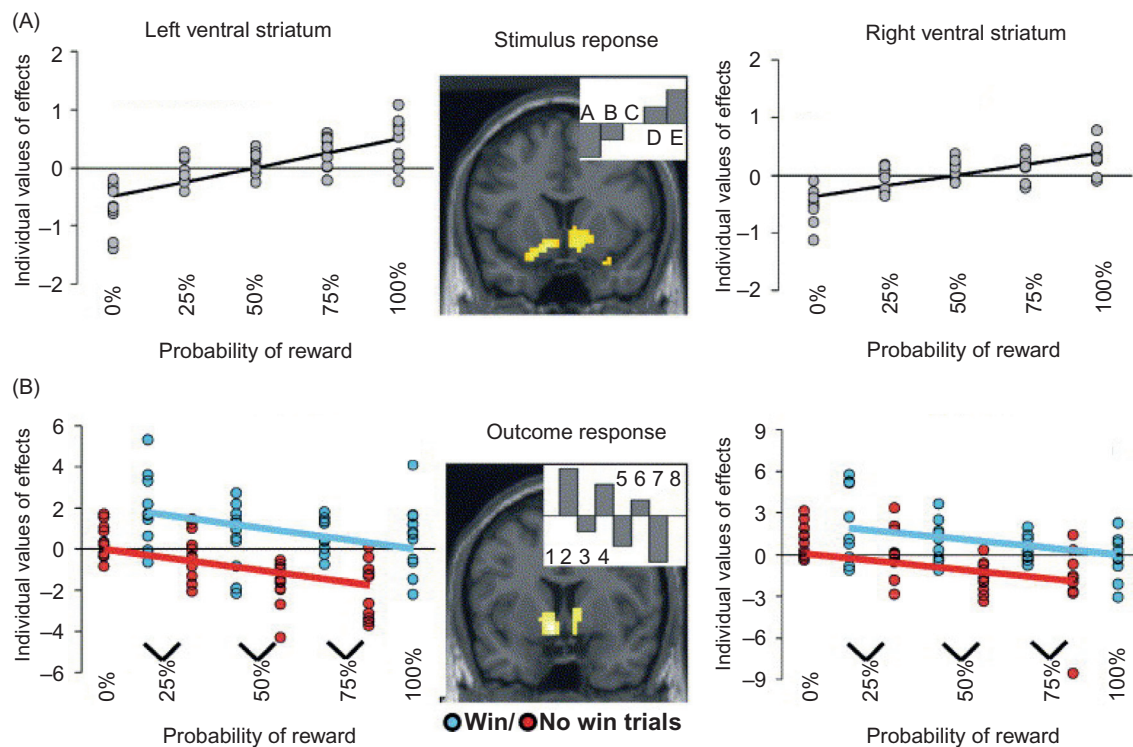 (A)
Left ventral striatum
Stimulus reponse
Right ventral striatum
Individual values of effects
2
1
0
–1
–2
0%
25%
50%
75%
100%
Probability of reward
A B C
D E
Individual values of effects
2
1
0
–1
–2
0%
25%
50%
75%
100%
Probability of reward
(B)
Outcome response
Individual values of effects
6
4
2
0
–2
–4
–6
0%
25%
50%
75%
100%
Probability of reward
5 6 7 8
1 2 3 4
Win/ No win trials
Individual values of effects
9
6
3
0
–3
–6
–9
0%
25%
50%
75%
100%
Probability of reward